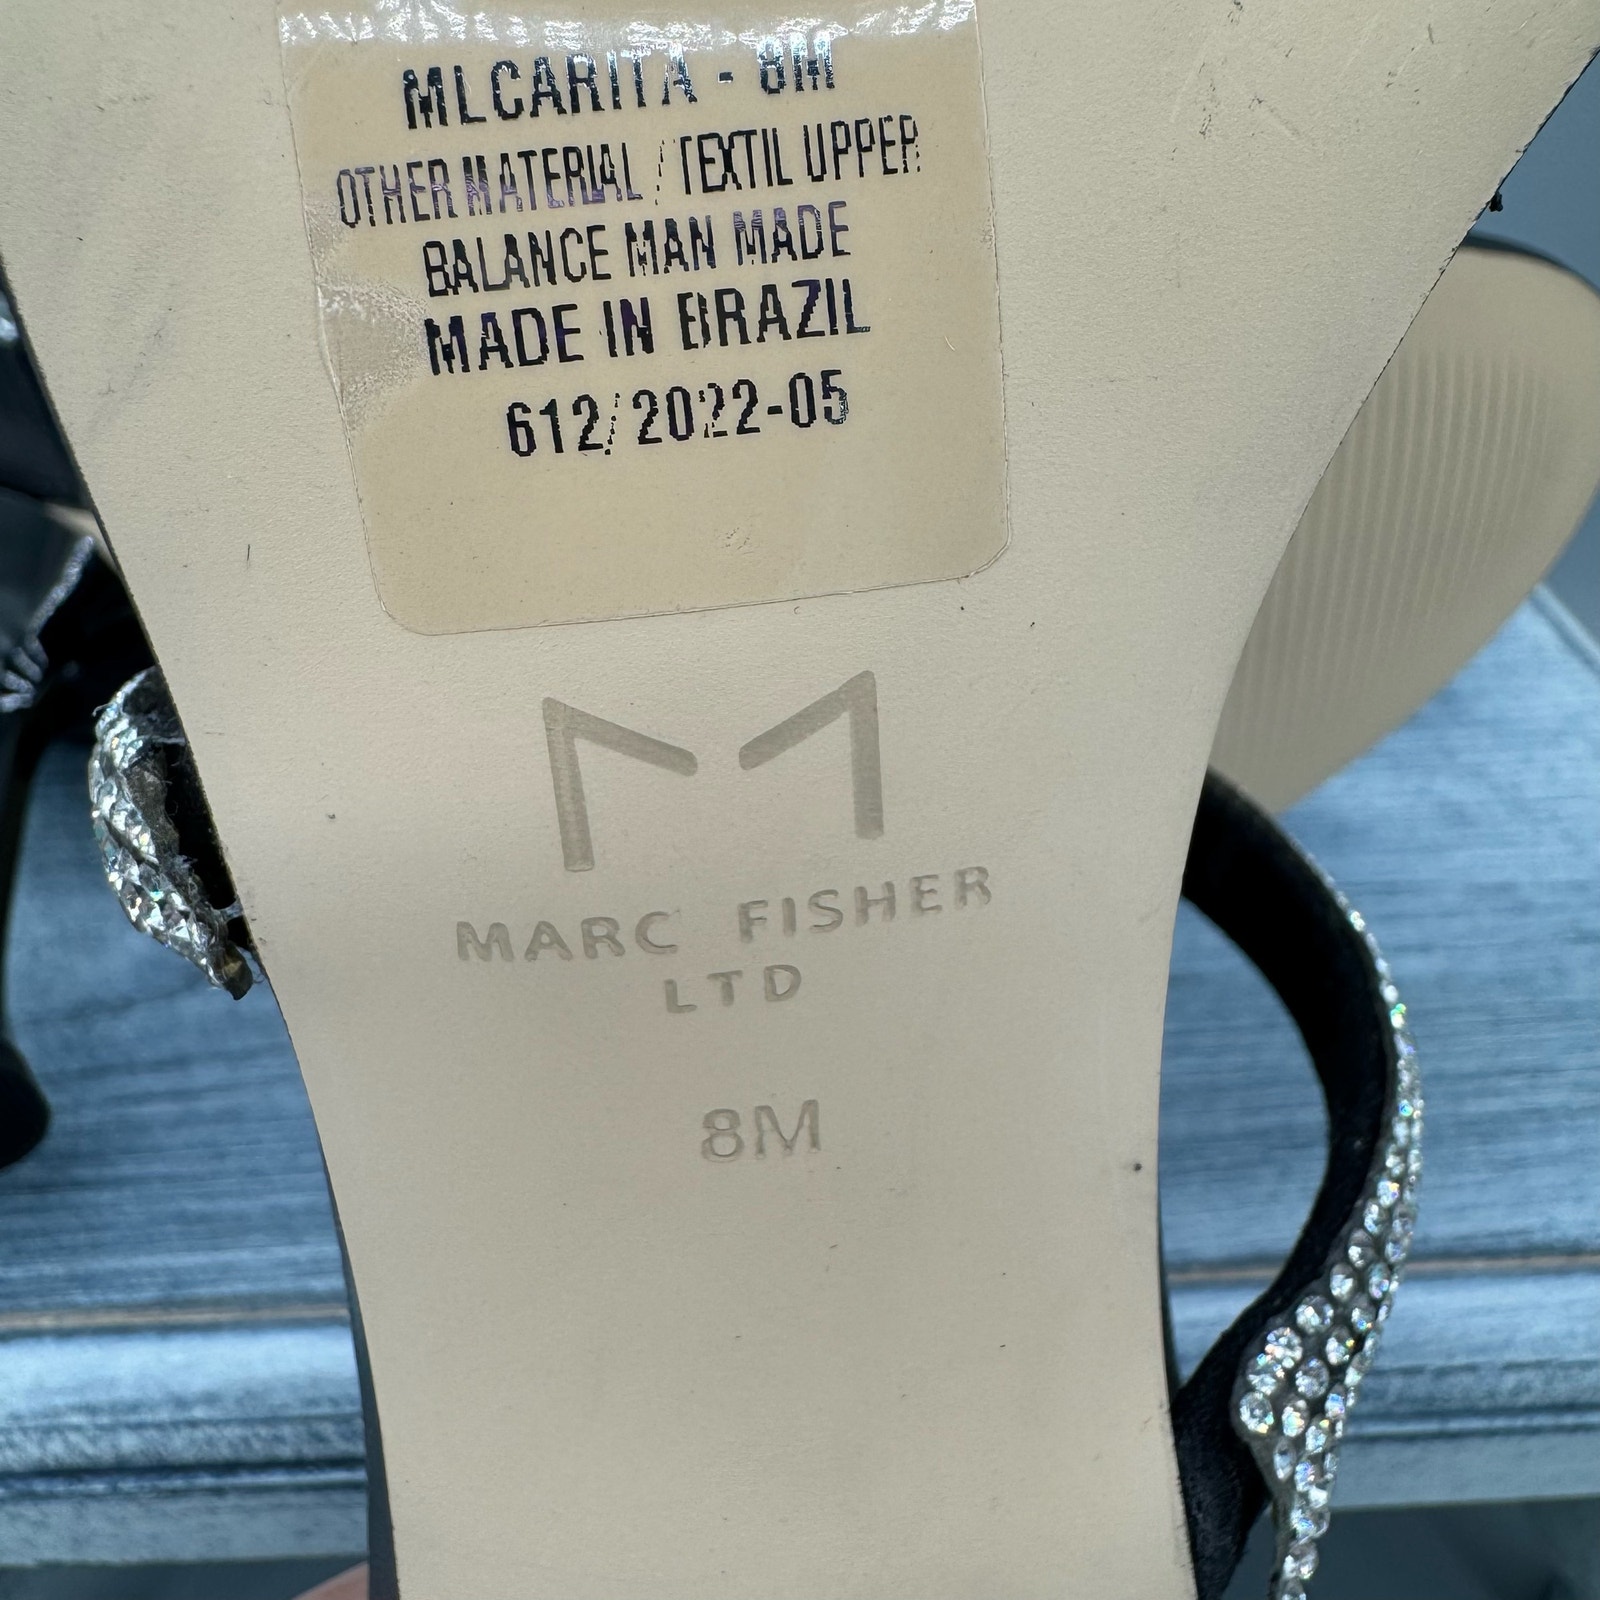 MLCARITA - 8M
OTHER MATERIAL / TEXTIL UPPER
BALANCE MAN MADE
MADE IN BRAZIL
612/2022-05
MARC FISHER
LTD
8M